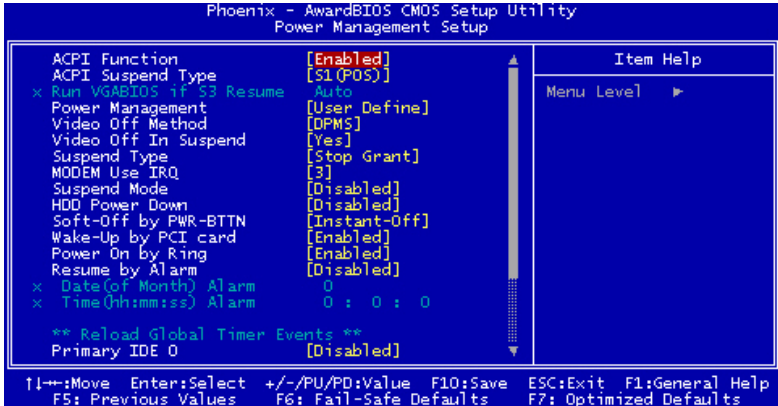 Phoenix - AwardBIOS CMOS Setup Utility
Power Management Setup
ACPI Function [Enabled]
ACPI Suspend Type [S1(POS)]
x Run VGABIOS if S3 Resume Auto
Power Management [User Define]
Video Off Method [DPMS]
Video Off In Suspend [Yes]
Suspend Type [Stop Grant]
MODEM Use IRQ [3]
Suspend Mode [Disabled]
HDD Power Down [Disabled]
Soft-Off by PWR-BTTN [Instant-Off]
Wake-Up by PCI card [Enabled]
Power On by Ring [Enabled]
Resume by Alarm [Disabled]
x Date(of Month) Alarm 0
x Time(hh:mm:ss) Alarm 0 : 0 : 0
** Reload Global Timer Events **
Primary IDE 0 [Disabled]
Item Help
Menu Level ►
↑↓→←:Move Enter:Select +/-/PU/PD:Value F10:Save ESC:Exit F1:General Help
F5: Previous Values F6: Fail-Safe Defaults F7: Optimized Defaults